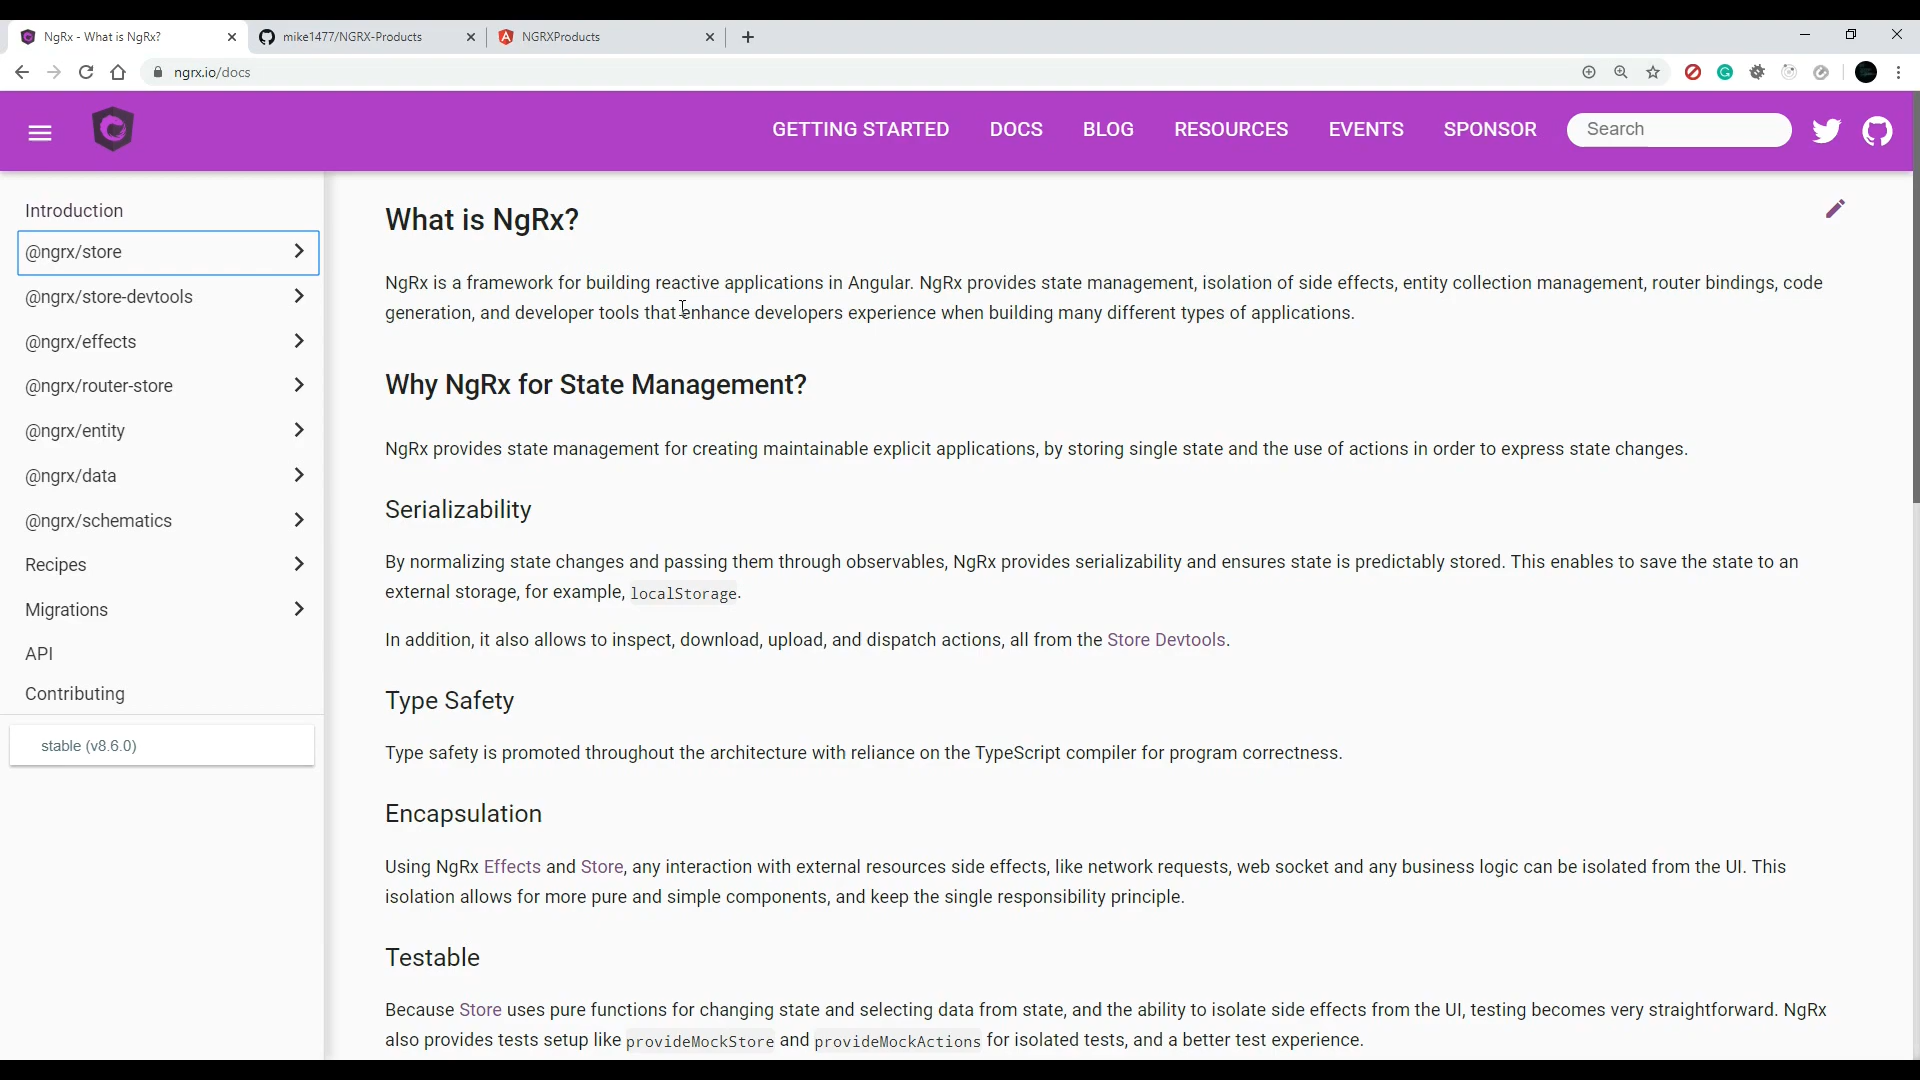 NgRx - What is NgRx?
mike1477/NGRX-Products
NGRXProducts
ngrx.io/docs
GETTING STARTED
DOCS
BLOG
RESOURCES
EVENTS
SPONSOR
Search
Introduction
@ngrx/store
@ngrx/store-devtools
@ngrx/effects
@ngrx/router-store
@ngrx/entity
@ngrx/data
@ngrx/schematics
Recipes
Migrations
API
Contributing
stable (v8.6.0)
What is NgRx?
NgRx is a framework for building reactive applications in Angular. NgRx provides state management, isolation of side effects, entity collection management, router bindings, code
generation, and developer tools that enhance developers experience when building many different types of applications.
Why NgRx for State Management?
NgRx provides state management for creating maintainable explicit applications, by storing single state and the use of actions in order to express state changes.
Serializability
By normalizing state changes and passing them through observables, NgRx provides serializability and ensures state is predictably stored. This enables to save the state to an
external storage, for example, localStorage.
In addition, it also allows to inspect, download, upload, and dispatch actions, all from the Store Devtools.
Type Safety
Type safety is promoted throughout the architecture with reliance on the TypeScript compiler for program correctness.
Encapsulation
Using NgRx Effects and Store, any interaction with external resources side effects, like network requests, web socket and any business logic can be isolated from the UI. This
isolation allows for more pure and simple components, and keep the single responsibility principle.
Testable
Because Store uses pure functions for changing state and selecting data from state, and the ability to isolate side effects from the UI, testing becomes very straightforward. NgRx
also provides tests setup like provideMockStore and provideMockActions for isolated tests, and a better test experience.